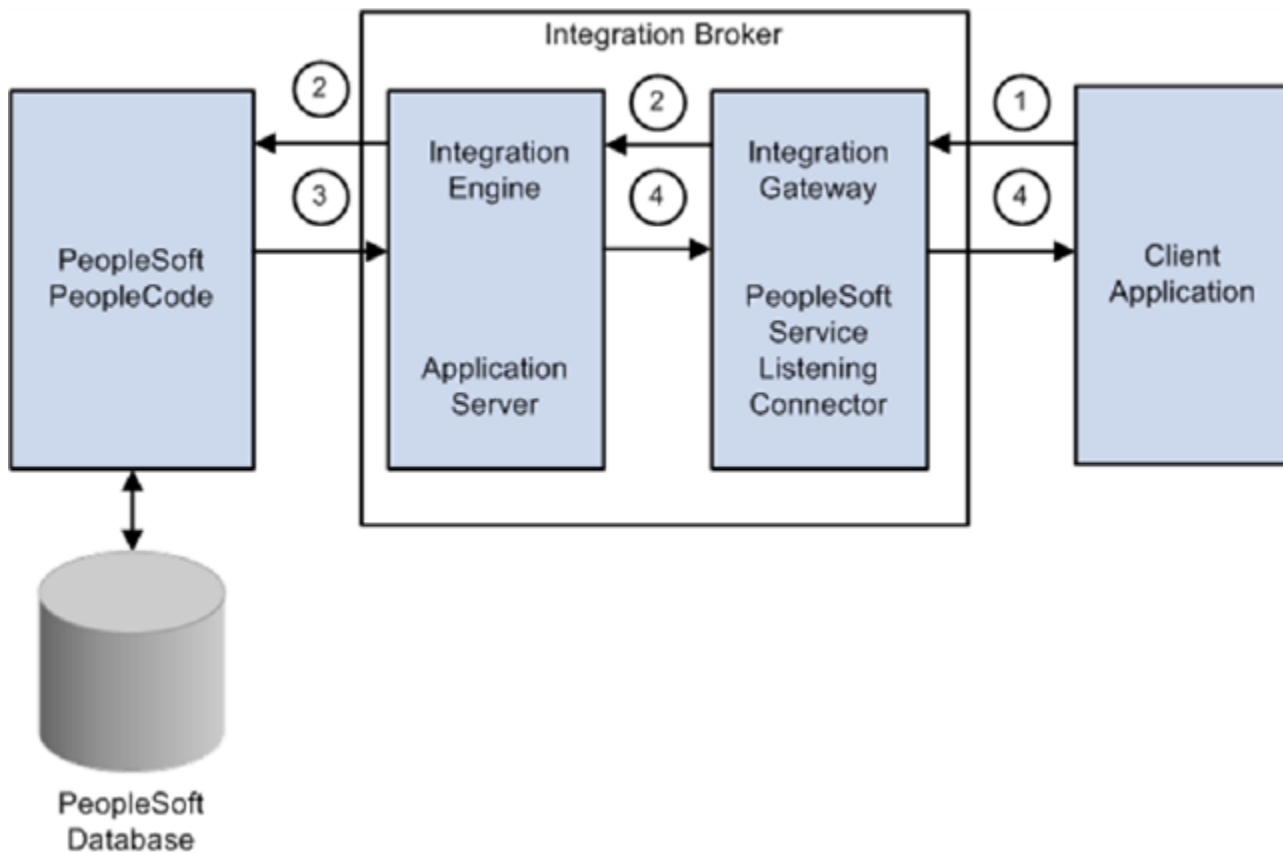 Integration Broker
2
2
1
3
4
4
PeopleSoft
PeopleCode
Integration
Engine
Application
Server
Integration
Gateway
PeopleSoft
Service
Listening
Connector
Client
Application
PeopleSoft
Database